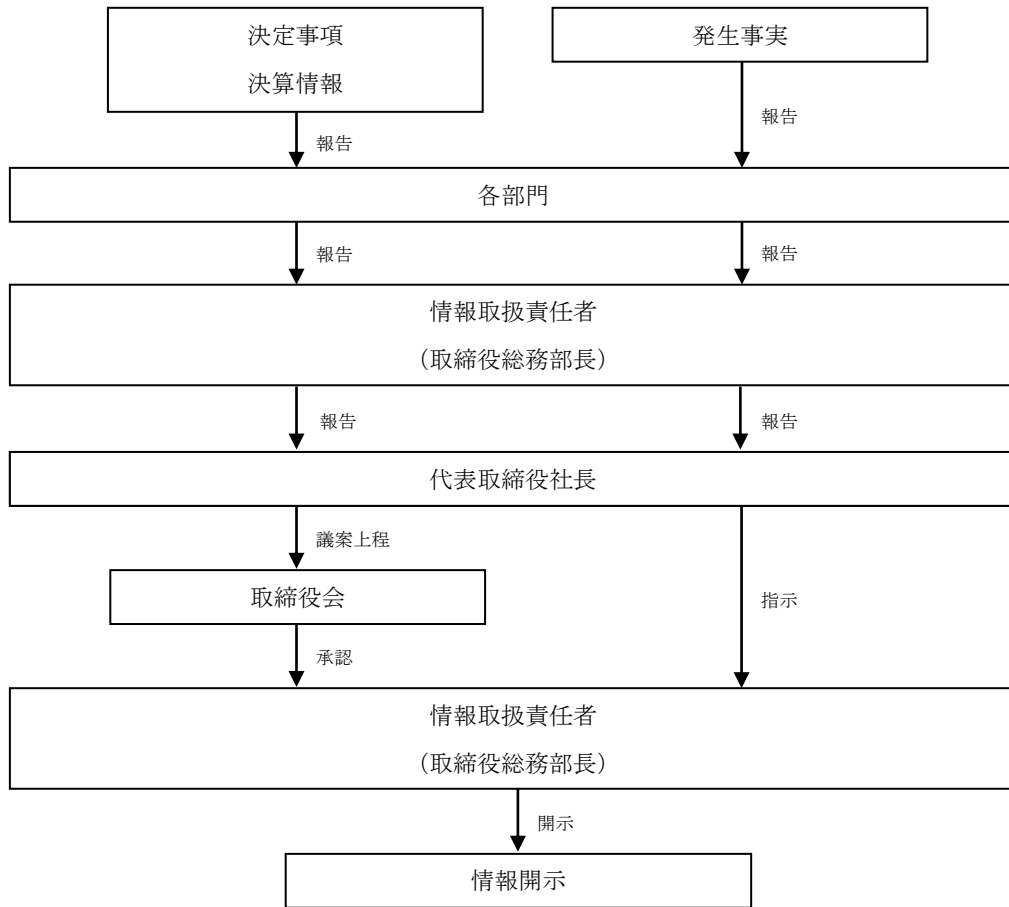 決定事項
決算情報
発生事実
報告
報告
各部門
報告
報告
情報取扱責任者
（取締役総務部長）
報告
報告
代表取締役社長
議案上程
取締役会
指示
承認
情報取扱責任者
（取締役総務部長）
開示
情報開示